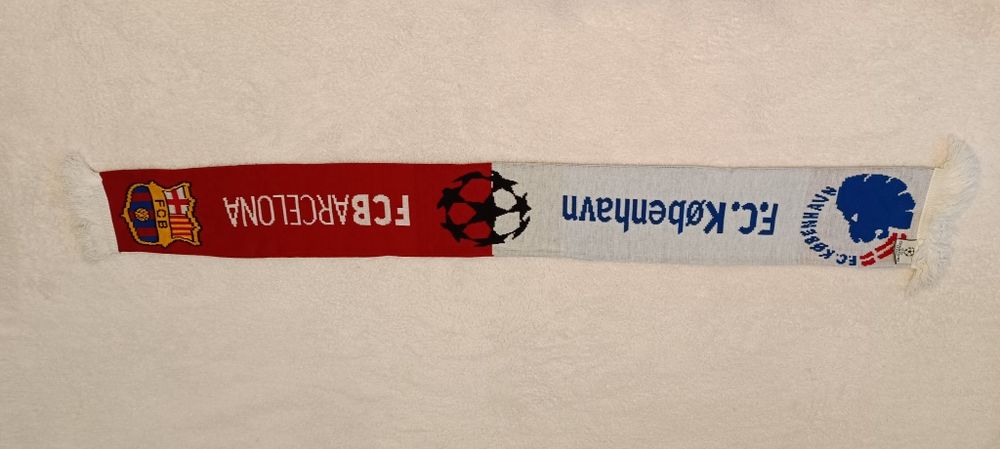 F.C. KØBENHAVN
F.C. København
FCBARCELONA
FCB